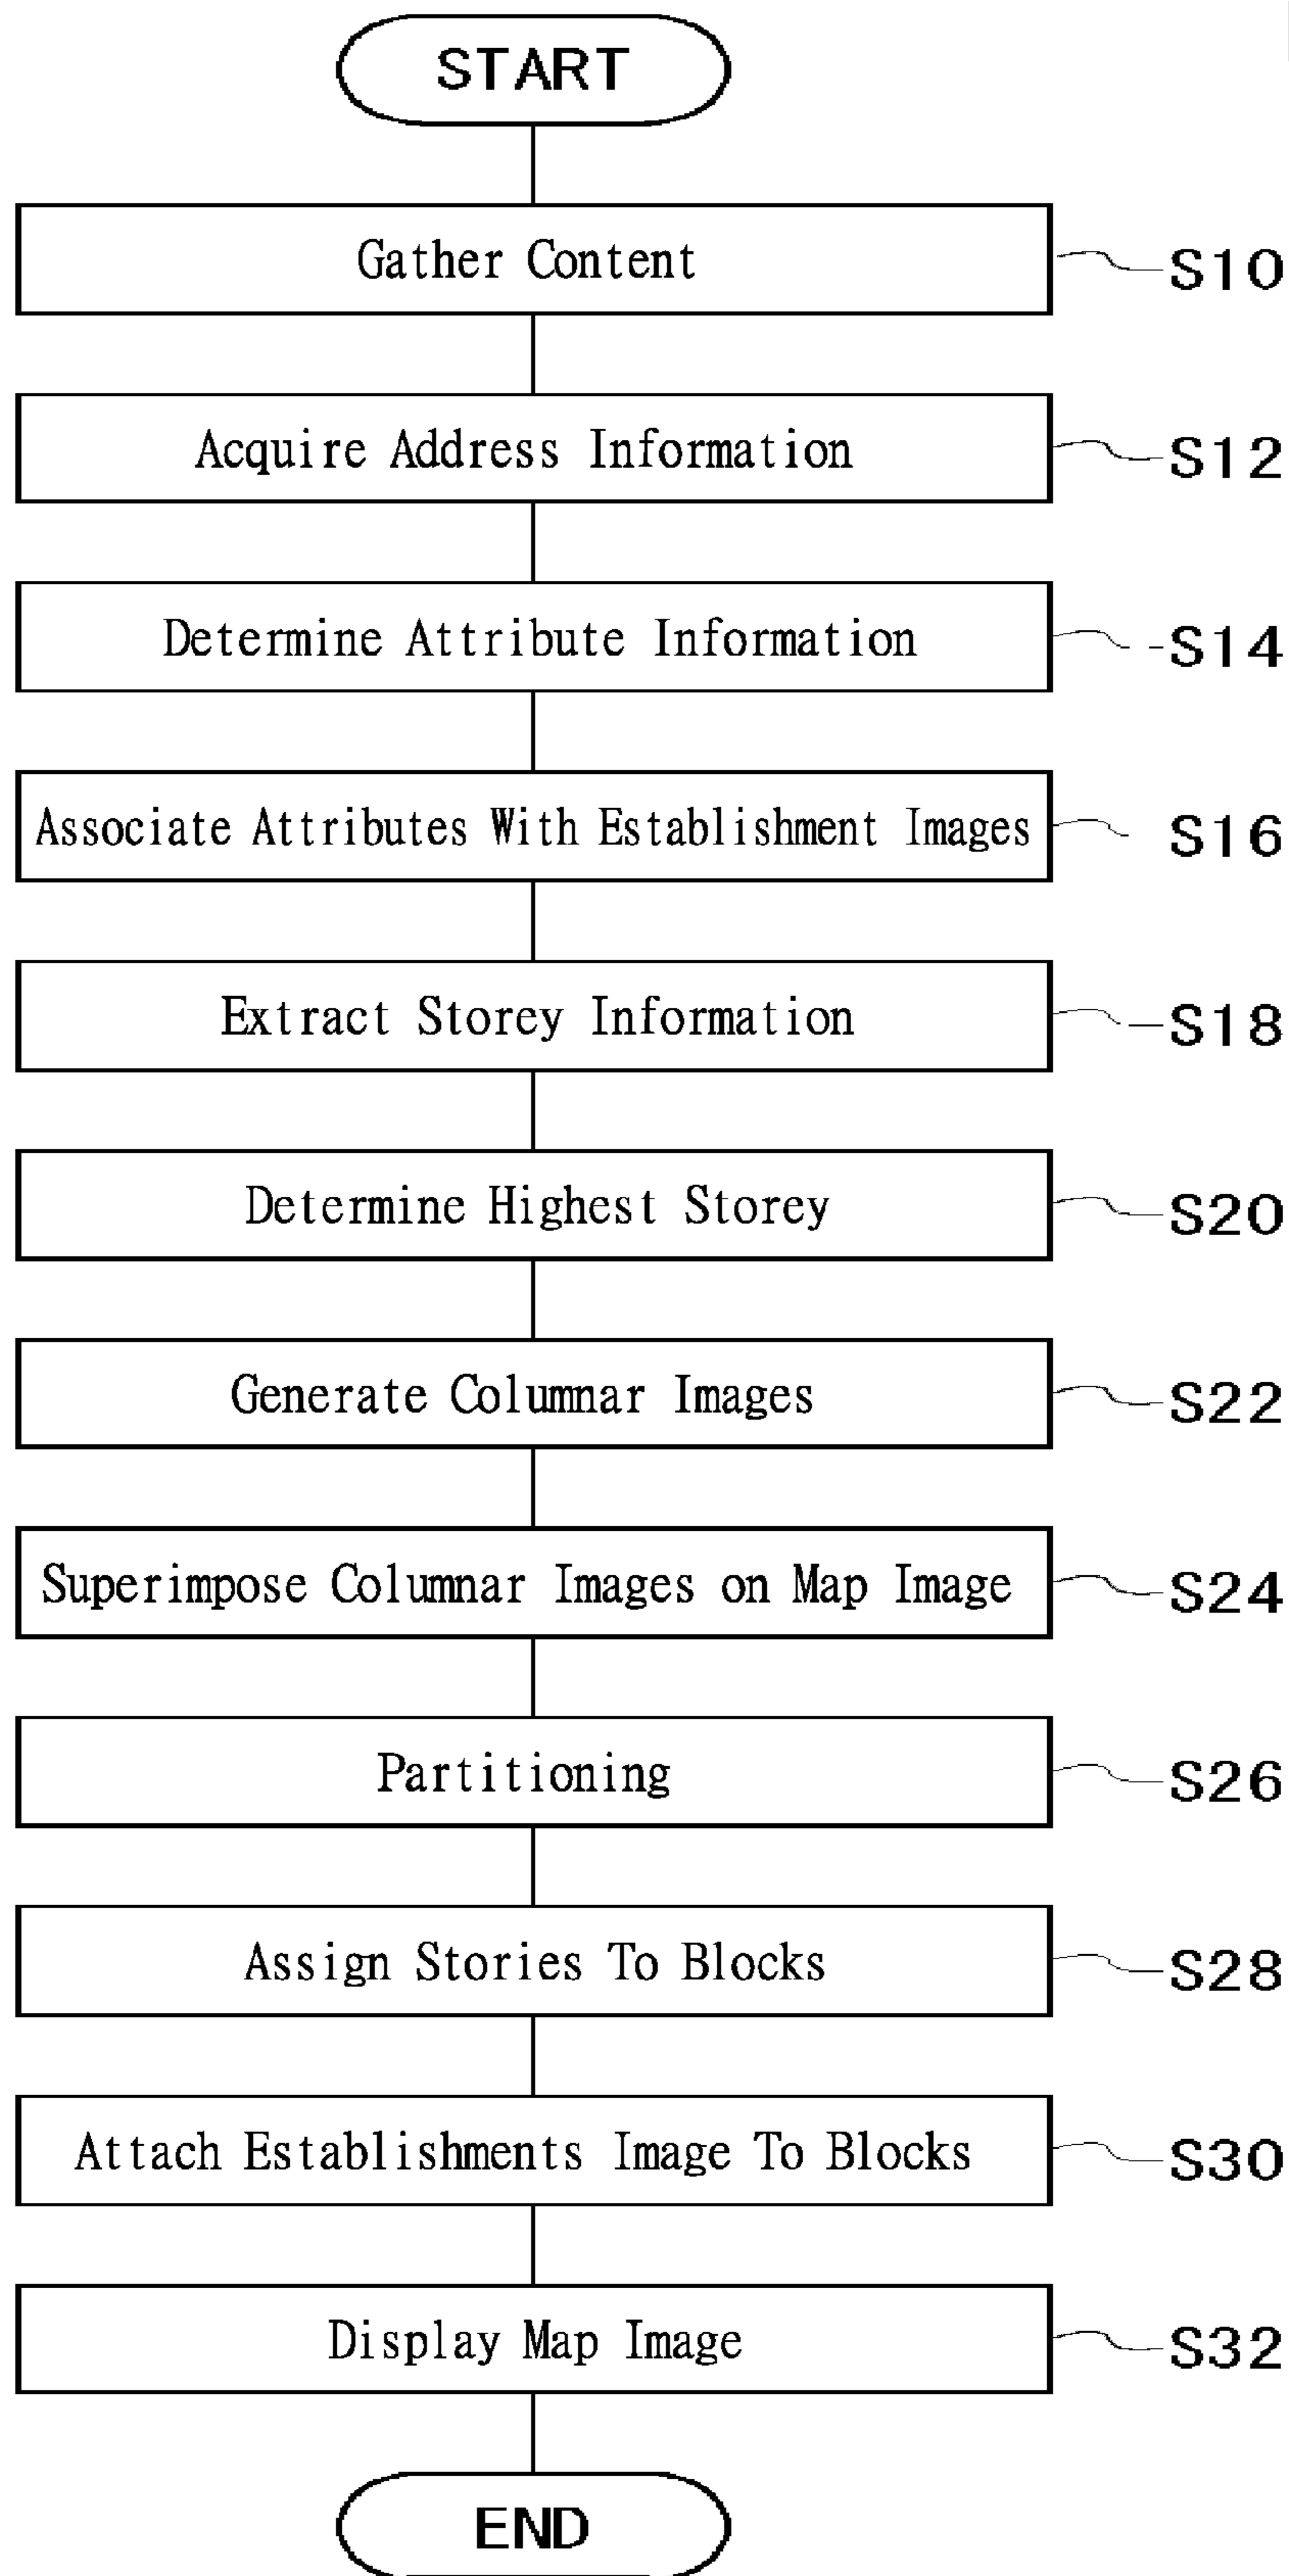 START
Gather Content
S10
Acquire Address Information
S12
Determine Attribute Information
S14
Associate Attributes With Establishment Images
S16
Extract Storey Information
S18
Determine Highest Storey
S20
Generate Columnar Images
S22
Superimpose Columnar Images on Map Image
S24
Partitioning
S26
Assign Stories To Blocks
S28
Attach Establishments Image To Blocks
S30
Display Map Image
S32
END